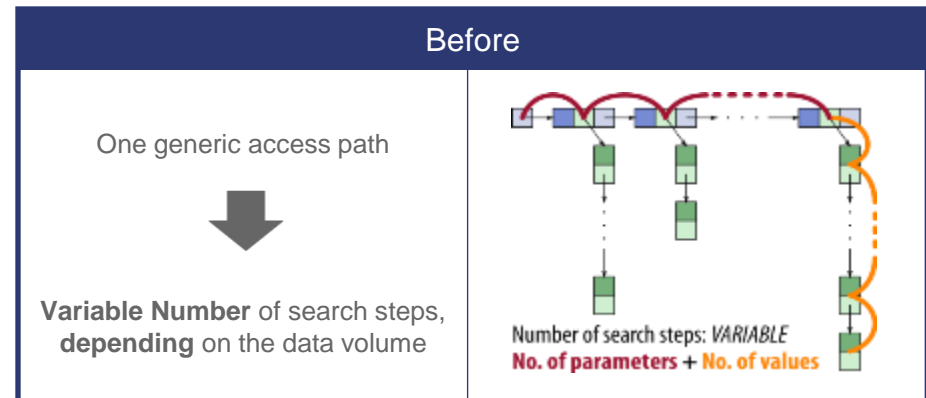 Before
One generic access path
Variable Number of search steps,
depending on the data volume
Number of search steps: VARIABLE
No. of parameters + No. of values